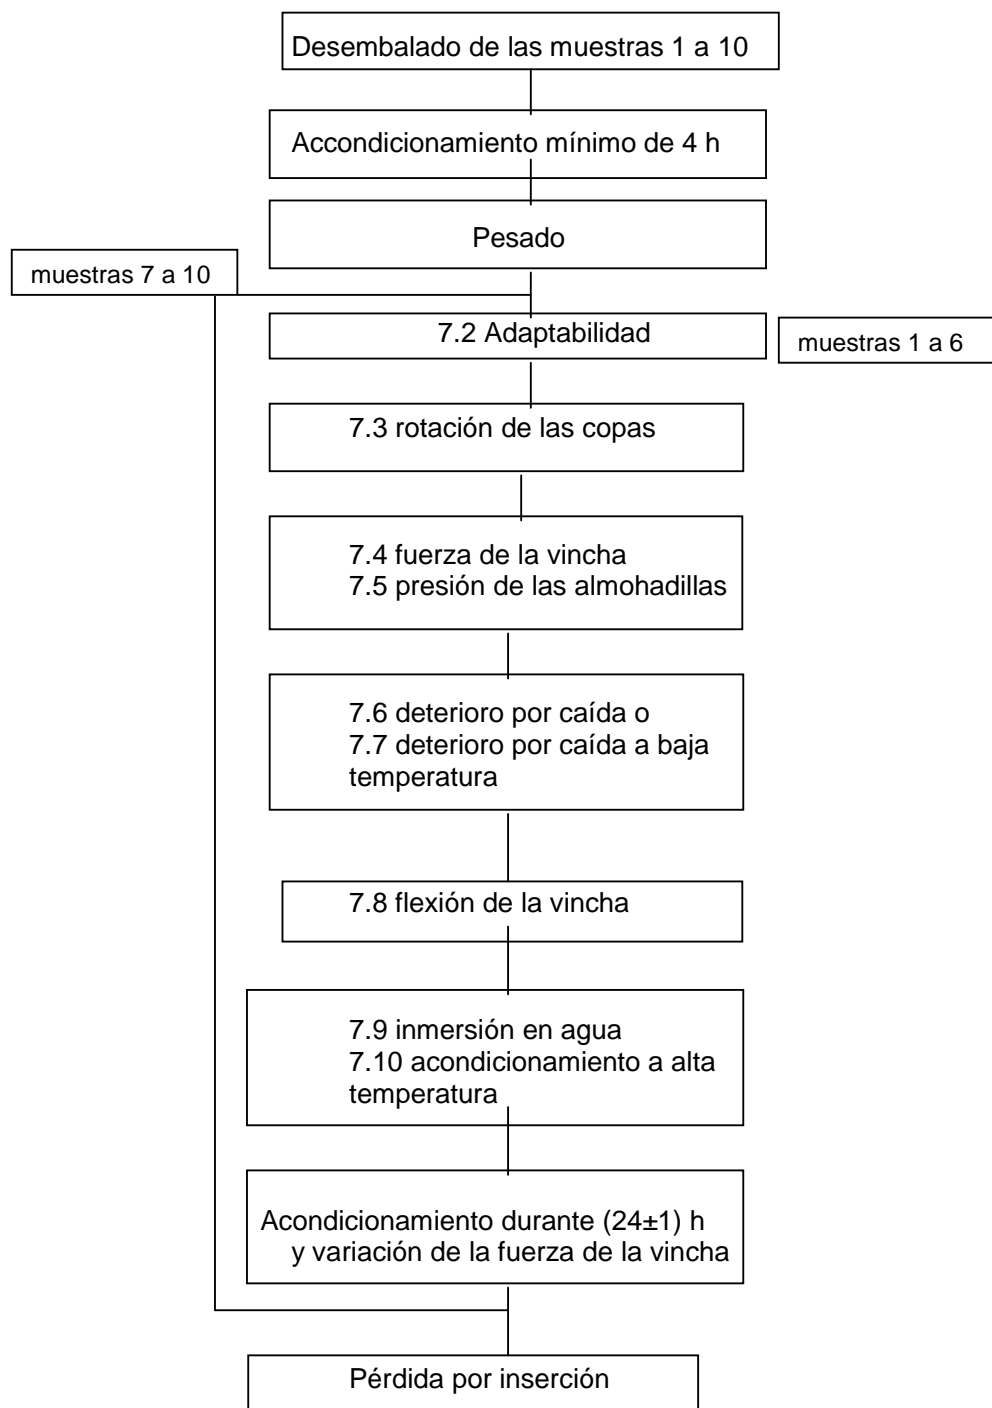 Desembalado de las muestras 1 a 10
Accondicionamiento mínimo de 4 h
Pesado
muestras 7 a 10
7.2 Adaptabilidad
muestras 1 a 6
7.3 rotación de las copas
7.4 fuerza de la vincha
7.5 presión de las almohadillas
7.6 deterioro por caída o
7.7 deterioro por caída a baja
temperatura
7.8 flexión de la vincha
7.9 inmersión en agua
7.10 acondicionamiento a alta
temperatura
Acondicionamiento durante (24±1) h
y variación de la fuerza de la vincha
Pérdida por inserción